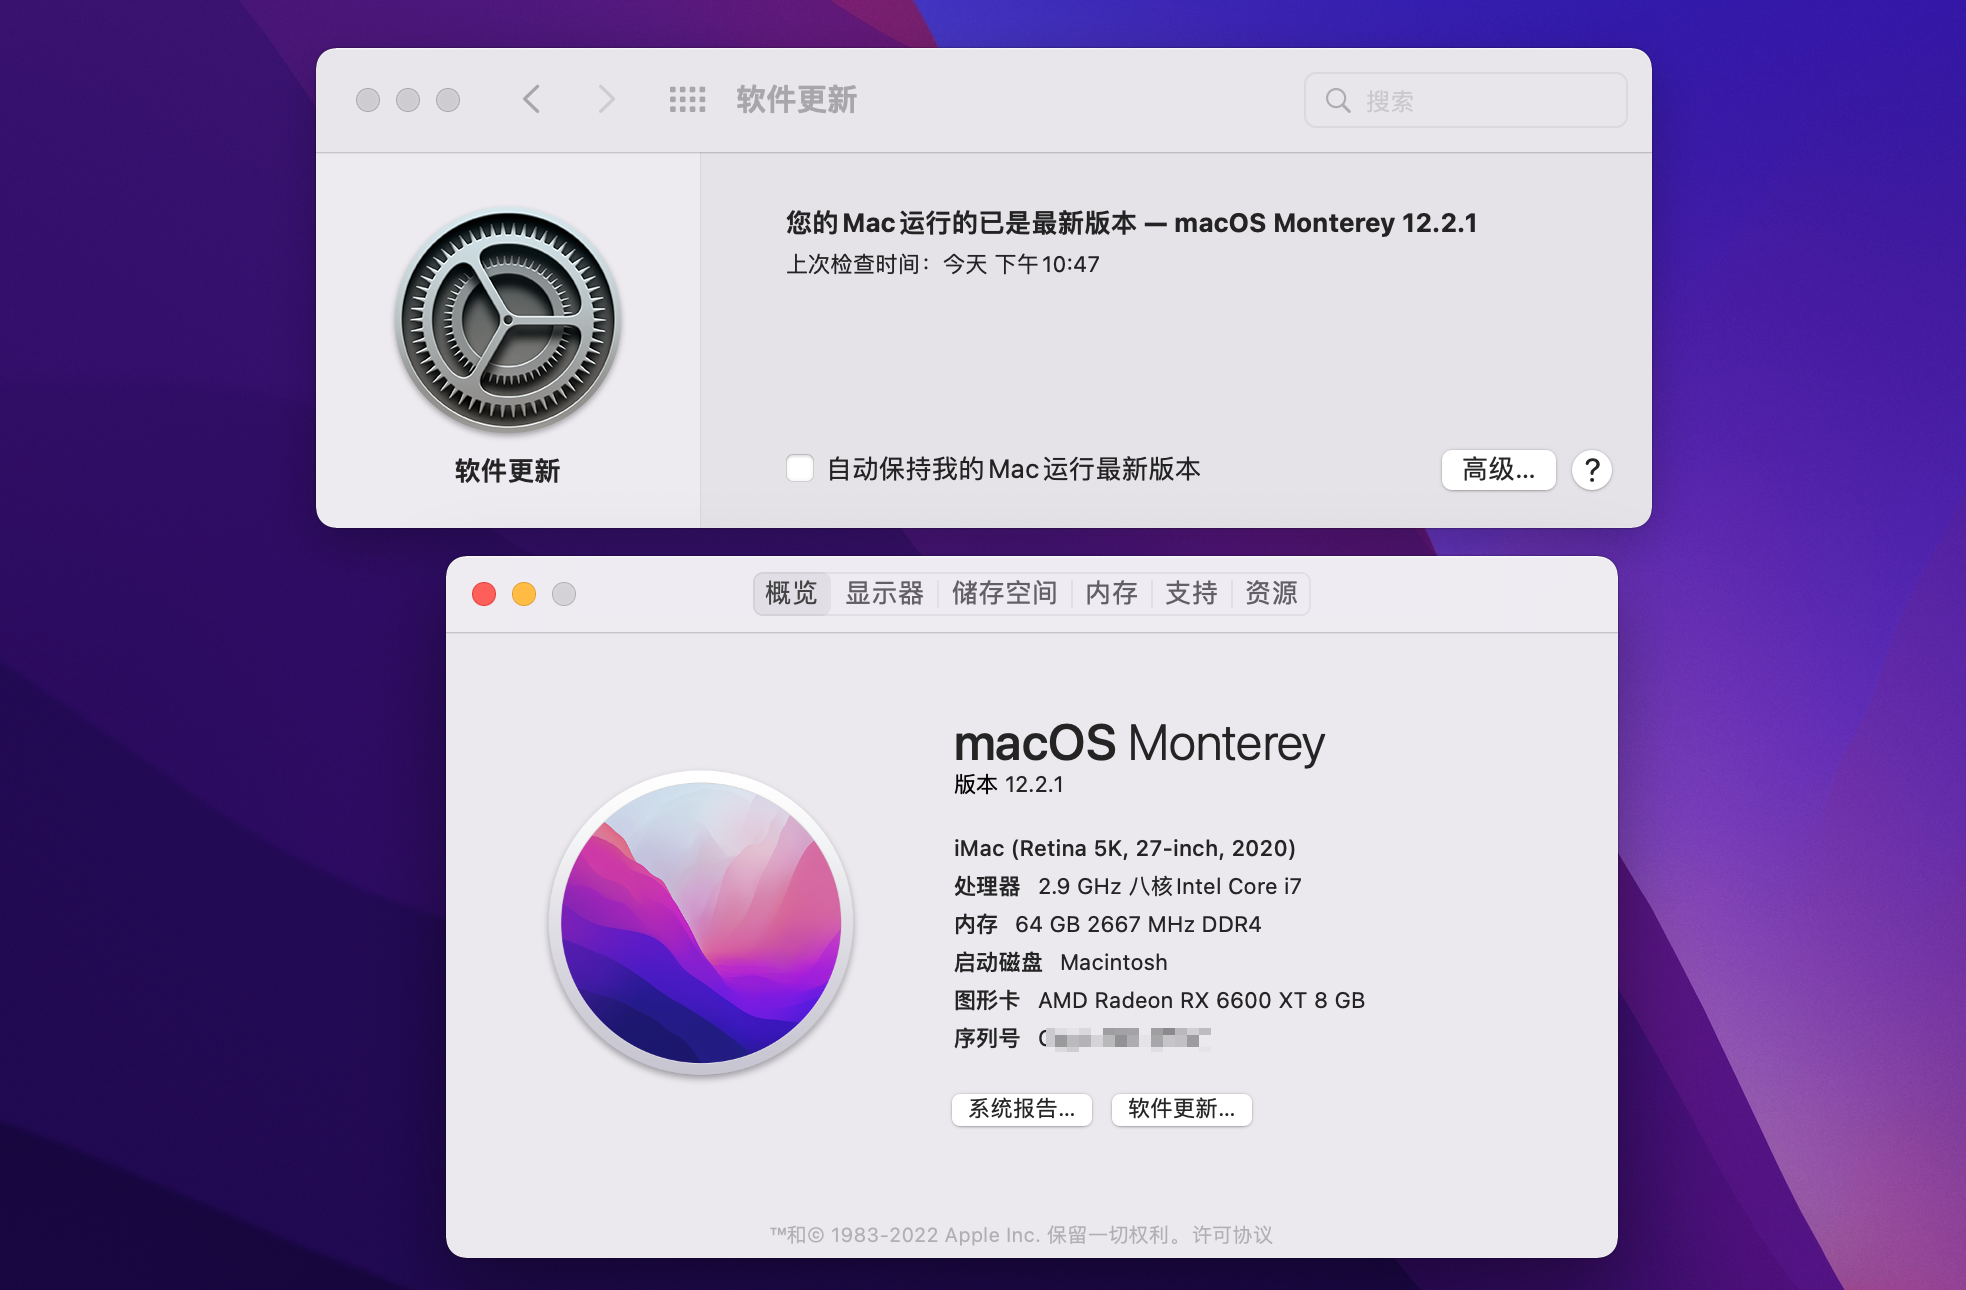 软件更新
搜索
您的Mac运行的已是最新版本 — macOS Monterey 12.2.1
上次检查时间：今天 下午10:47
软件更新
自动保持我的Mac运行最新版本
高级...
?
概览 显示器 储存空间 内存 支持 资源
macOS Monterey
版本 12.2.1
iMac (Retina 5K, 27-inch, 2020)
处理器 2.9 GHz 八核Intel Core i7
内存 64 GB 2667 MHz DDR4
启动磁盘 Macintosh
图形卡 AMD Radeon RX 6600 XT 8 GB
序列号
系统报告... 软件更新...
™和© 1983-2022 Apple Inc. 保留一切权利。许可协议